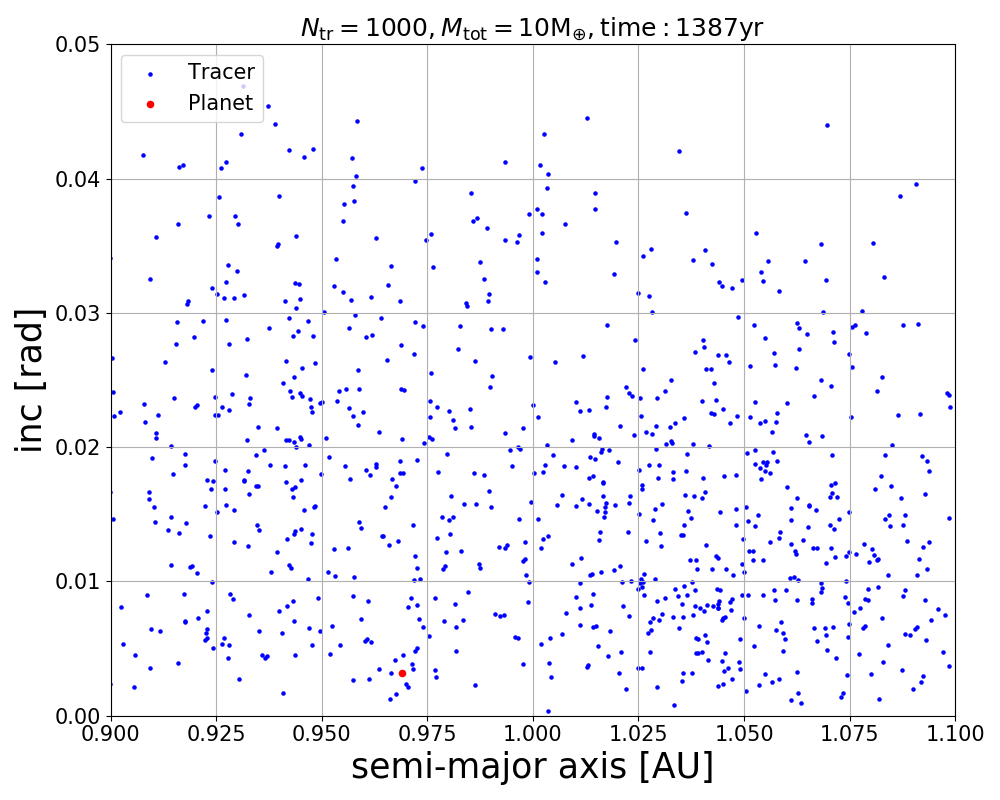 N_tr = 1000, M_tot = 10M_⊕, time : 1387yr
Tracer
Planet
0.05
0.04
0.03
0.02
0.01
0.00
inc [rad]
0.900 0.925 0.950 0.975 1.000 1.025 1.050 1.075 1.100
semi-major axis [AU]